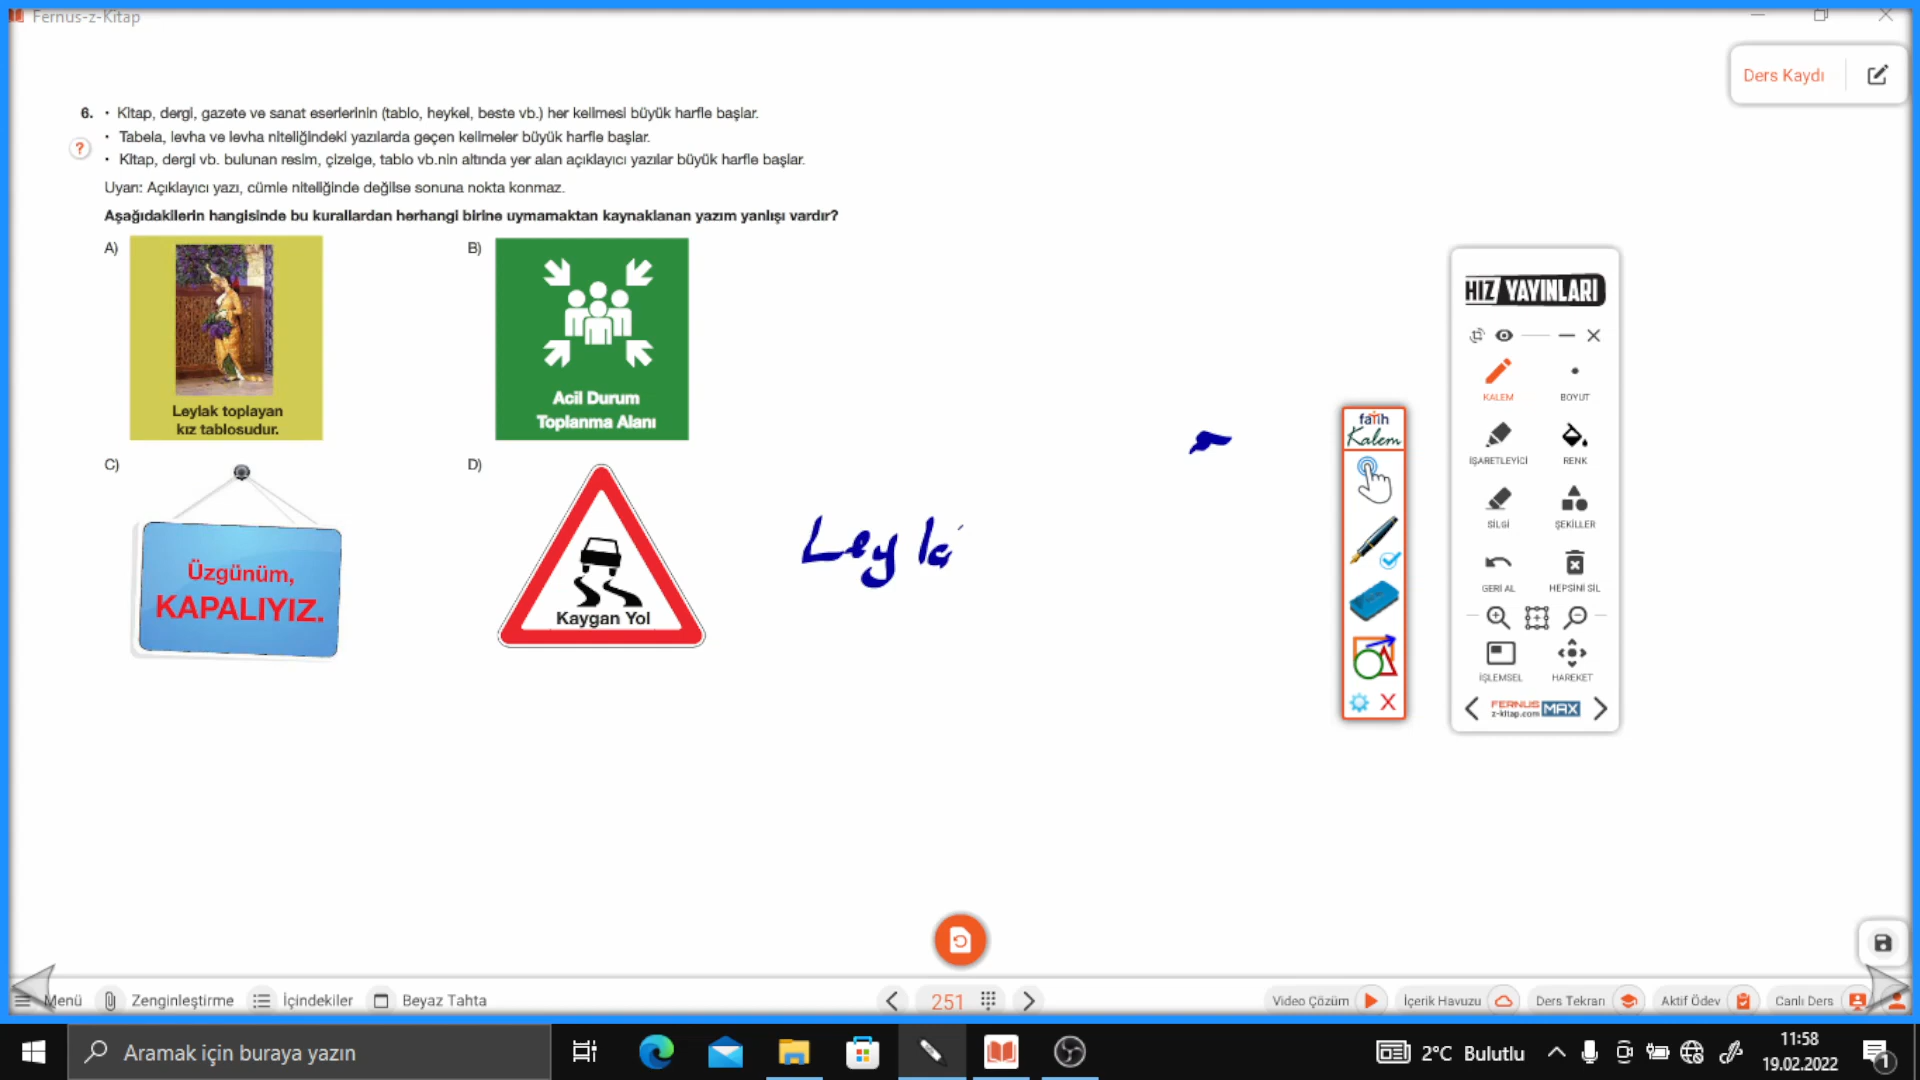 Fernus-z-Kitap
Ders Kaydı
6. • Kitap, dergi, gazete ve sanat eserlerinin (tablo, heykel, beste vb.) her kelimesi büyük harfle başlar.
• Tabela, levha ve levha niteliğindeki yazılarda geçen kelimeler büyük harfle başlar.
• Kitap, dergi vb. bulunan resim, çizelge, tablo vb.nin altında yer alan açıklayıcı yazılar büyük harfle başlar.
Uyarı: Açıklayıcı yazı, cümle niteliğinde değilse sonuna nokta konmaz.
Aşağıdakilerin hangisinde bu kurallardan herhangi birine uymamaktan kaynaklanan yazım yanlışı vardır?
A)
Leylak toplayan
kız tablosudur.
B)
Acil Durum
Toplanma Alanı
C)
Üzgünüm,
KAPALIYIZ.
D)
Kaygan Yol
Leyla
fatih
Kalem
HIZ YAYINLARI
KALEM
BOYUT
İŞARETLEYİCİ
RENK
SİLGİ
ŞEKİLLER
GERİ AL
HEPSİNİ SİL
İŞLEMSEL
HAREKET
FERNUS
z-kitap.com MAX
Menü
Zenginleştirme
İçindekiler
Beyaz Tahta
251
Video Çözüm
İçerik Havuzu
Ders Tekrarı
Aktif Ödev
Canlı Ders
Aramak için buraya yazın
2°C Bulutlu
11:58
19.02.2022
1